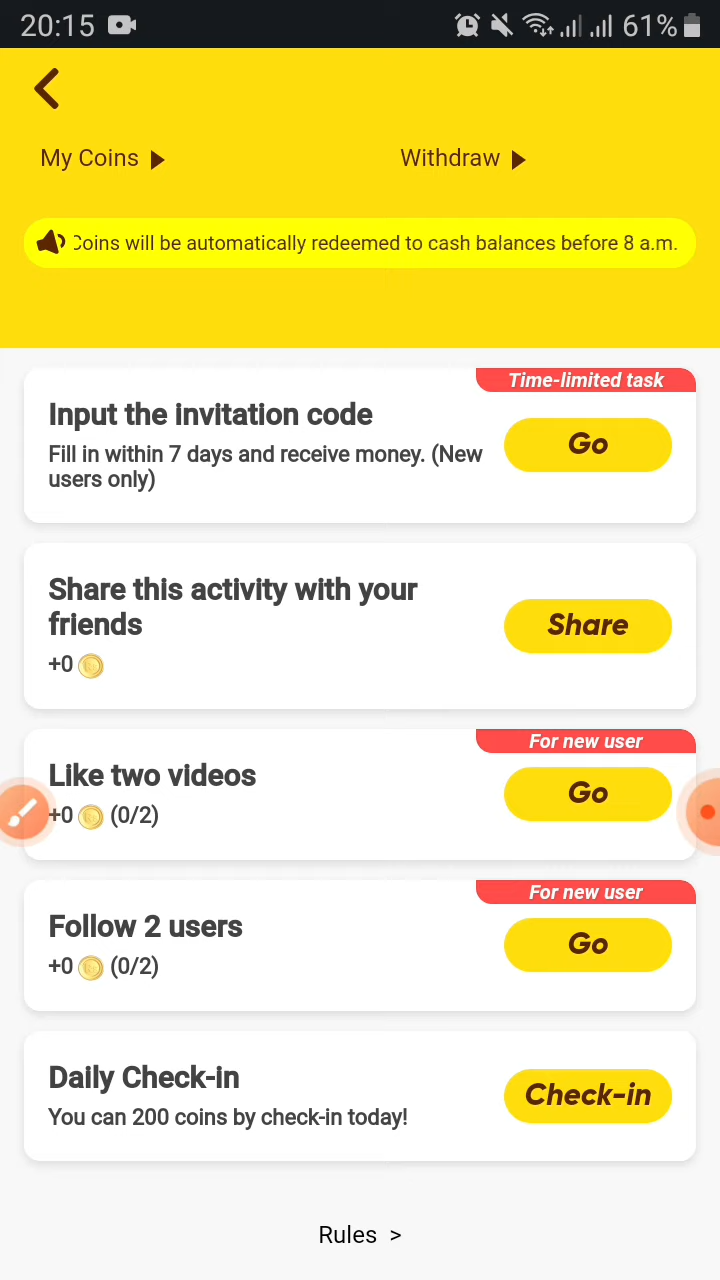 20:15
61%
My Coins
Withdraw
Coins will be automatically redeemed to cash balances before 8 a.m.
Time-limited task
Input the invitation code
Go
Fill in within 7 days and receive money. (New
users only)
Share this activity with your
friends
Share
+0
For new user
Like two videos
Go
+0 (0/2)
For new user
Follow 2 users
Go
+0 (0/2)
Daily Check-in
Check-in
You can 200 coins by check-in today!
Rules >